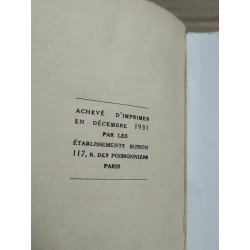 ACHEVÉ D'IMPRIMER
EN DÉCEMBRE 1931
PAR LES
ÉTABLISSEMENTS BUSSON
117, R. DES POISSONNIERS
PARIS